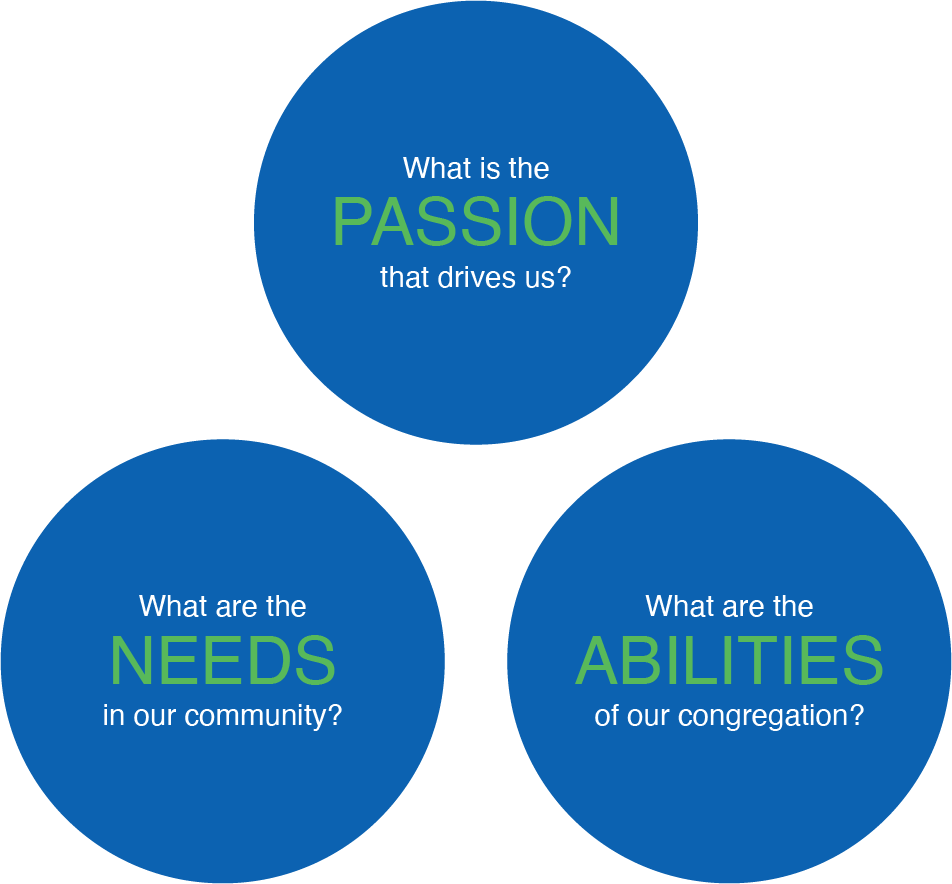 What is the
PASSION
that drives us?
What are the
NEEDS
in our community?
What are the
ABILITIES
of our congregation?